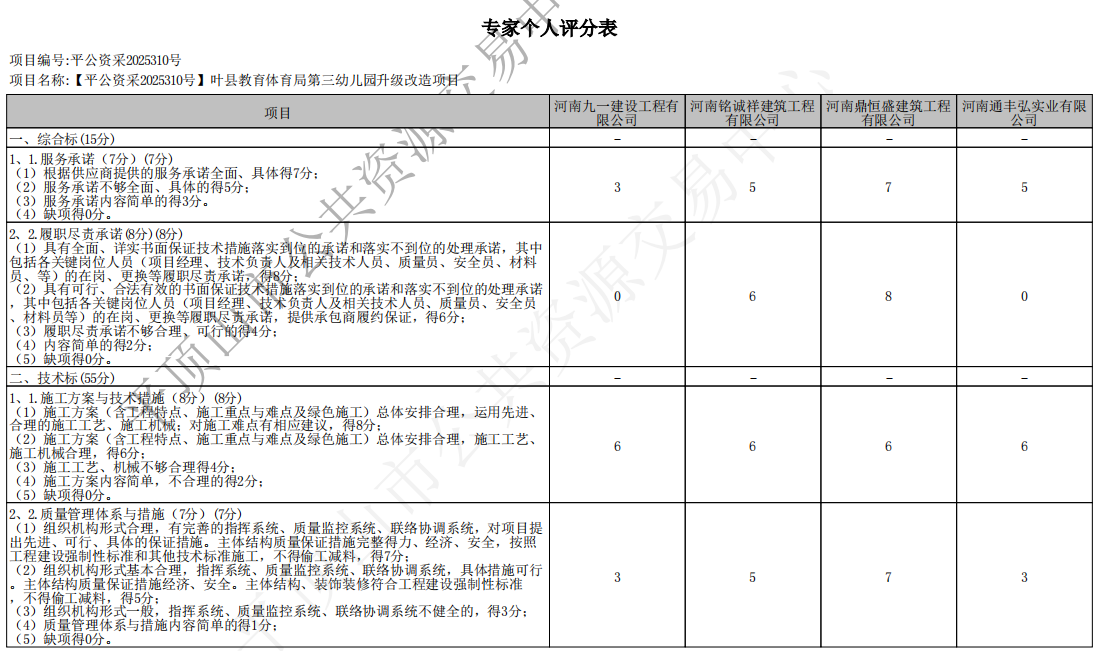 专家个人评分表
项目编号:平公资采2025310号
项目名称:【平公资采2025310号】叶县教育体育局第三幼儿园升级改造项目
项目
河南九一建设工程有
限公司
河南铭诚祥建筑工程
有限公司
河南鼎恒盛建筑工程
有限公司
河南通丰弘实业有限
公司
一、综合标(15分)
—
—
—
—
1、1.服务承诺（7分）(7分)
（1）根据供应商提供的服务承诺全面、具体得7分；
（2）服务承诺不够全面、具体的得5分；
（3）服务承诺内容简单的得3分。
（4）缺项得0分。
3
5
7
5
2、2.履职尽责承诺(8分)(8分)
（1）具有全面、详实书面保证技术措施落实到位的承诺和落实不到位的处理承诺，其中
包括各关键岗位人员（项目经理、技术负责人及相关技术人员、质量员、安全员、材料
员、等）的在岗、更换等履职尽责承诺，得8分；
（2）具有可行、合法有效的书面保证技术措施落实到位的承诺和落实不到位的处理承诺
，其中包括各关键岗位人员（项目经理、技术负责人及相关技术人员、质量员、安全员
、材料员等）的在岗、更换等履职尽责承诺，提供承包商履约保证，得6分；
（3）履职尽责承诺不够合理、可行的得4分；
（4）内容简单的得2分；
（5）缺项得0分。
0
6
8
0
二、技术标(55分)
—
—
—
—
1、1.施工方案与技术措施（8分）(8分)
（1）施工方案（含工程特点、施工重点与难点及绿色施工）总体安排合理，运用先进、
合理的施工工艺、施工机械；对施工难点有相应建议，得8分；
（2）施工方案（含工程特点、施工重点与难点及绿色施工）总体安排合理，施工工艺、
施工机械合理，得6分；
（3）施工工艺、机械不够合理得4分；
（4）施工方案内容简单，不合理的得2分；
（5）缺项得0分。
6
6
6
6
2、2.质量管理体系与措施（7分）(7分)
（1）组织机构形式合理，有完善的指挥系统、质量监控系统、联络协调系统，对项目提
出先进、可行、具体的保证措施。主体结构质量保证措施完整得力、经济、安全，按照
工程建设强制性标准和其他技术标准施工，不得偷工减料，得7分；
（2）组织机构形式基本合理，指挥系统、质量监控系统、联络协调系统，具体措施可行
。主体结构质量保证措施经济、安全。主体结构、装饰装修符合工程建设强制性标准
，不得偷工减料，得5分；
（3）组织机构形式一般，指挥系统、质量监控系统、联络协调系统不健全的，得3分；
（4）质量管理体系与措施内容简单的得1分；
（5）缺项得0分。
3
5
7
3
平顶山市公共资源交易中心
平顶山市公共资源交易中心